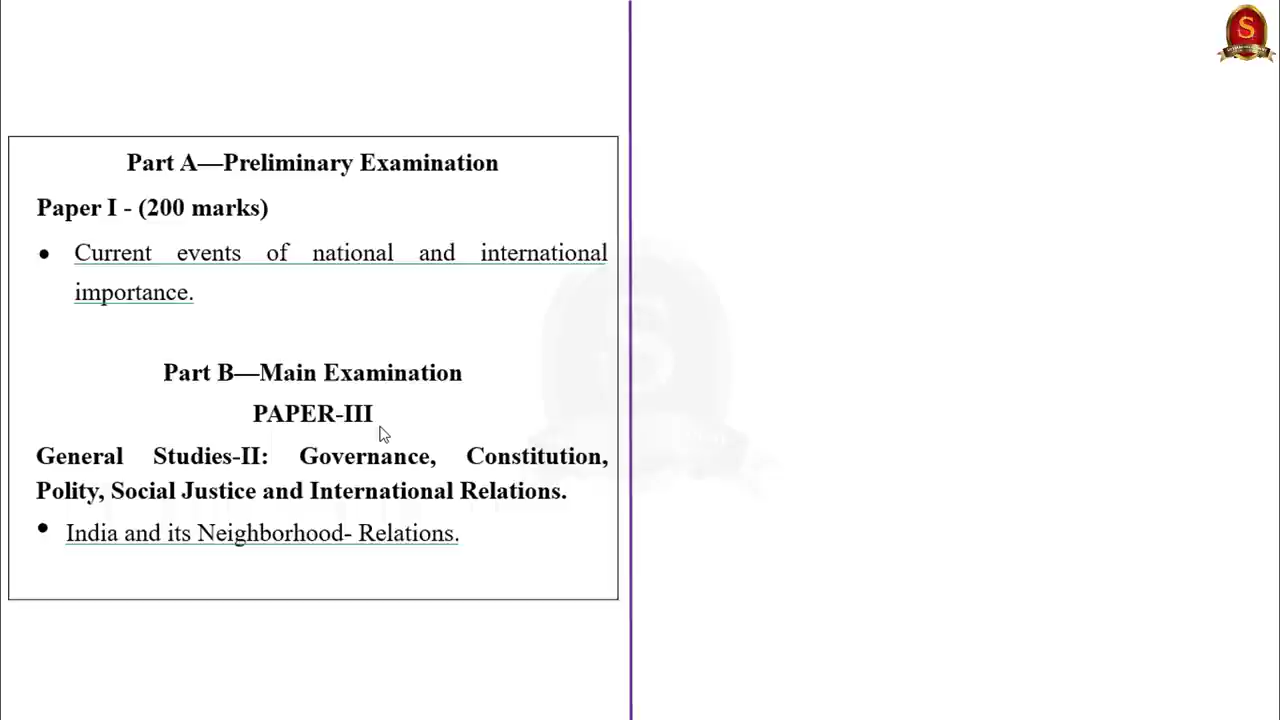 S
Part A—Preliminary Examination
Paper I - (200 marks)
● Current events of national and international
importance.
Part B—Main Examination
PAPER-III
General Studies-II: Governance, Constitution,
Polity, Social Justice and International Relations.
● India and its Neighborhood- Relations.